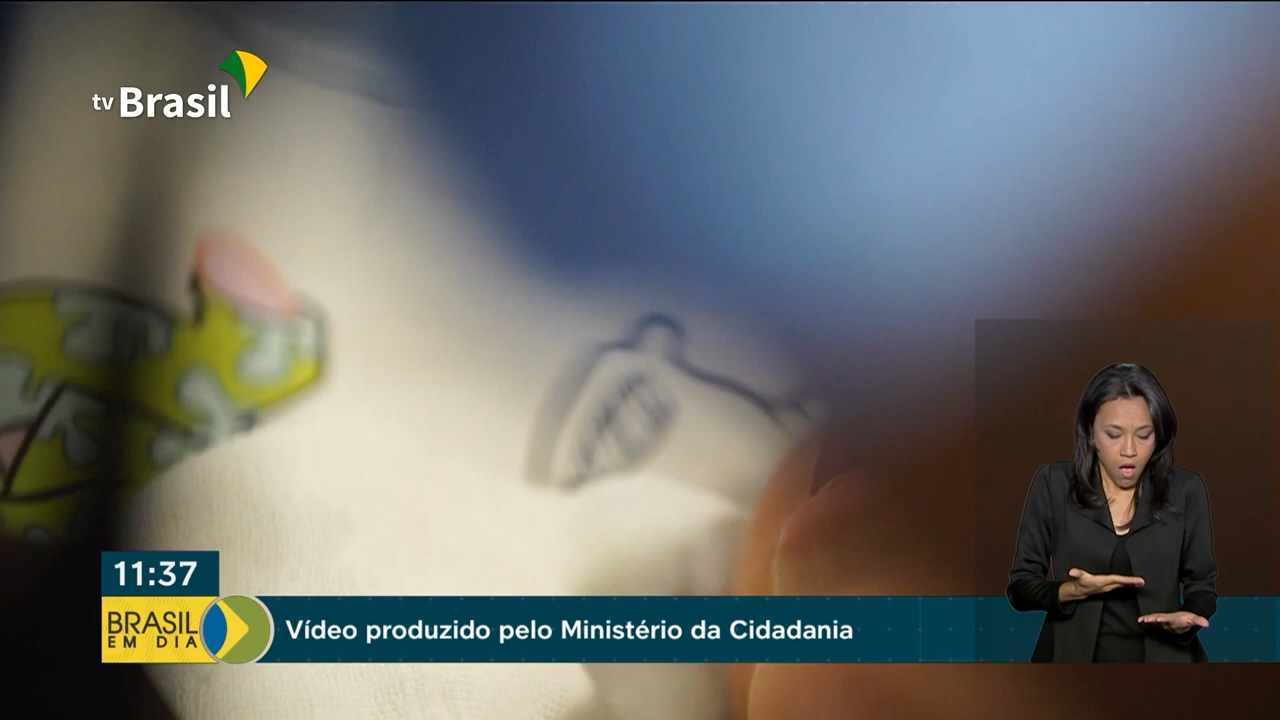 tv Brasil
11:37
BRASIL
EM DIA
Vídeo produzido pelo Ministério da Cidadania